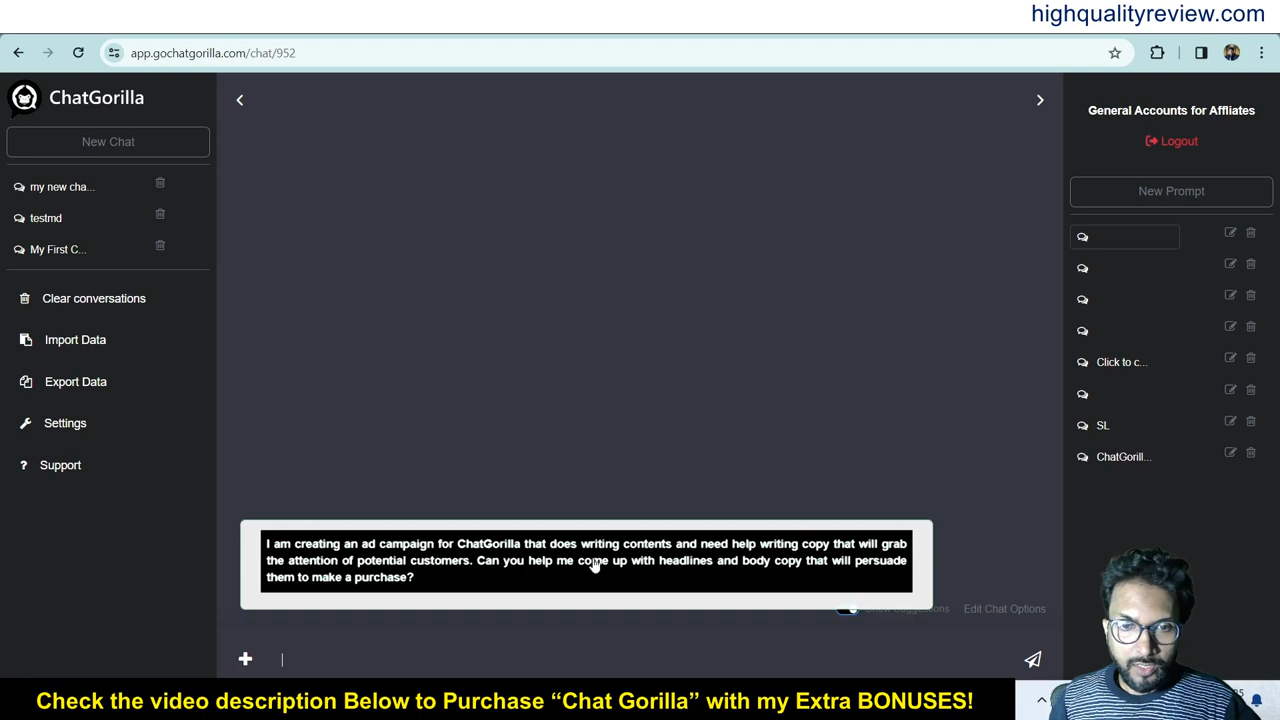 highqualityreview.com
app.gochatgorilla.com/chat/952
ChatGorilla
New Chat
my new cha...
testmd
My First C...
Clear conversations
Import Data
Export Data
Settings
Support
General Accounts for Affliates
Logout
New Prompt
Click to c...
SL
ChatGorill...
I am creating an ad campaign for ChatGorilla that does writing contents and need help writing copy that will grab
the attention of potential customers. Can you help me come up with headlines and body copy that will persuade
them to make a purchase?
Show Suggestions
Edit Chat Options
Check the video description Below to Purchase “Chat Gorilla” with my Extra BONUSES!